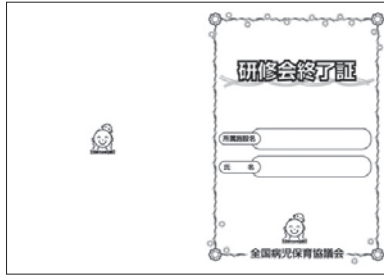 研修会終了証
所属施設名
氏 名
全国病児保育協議会